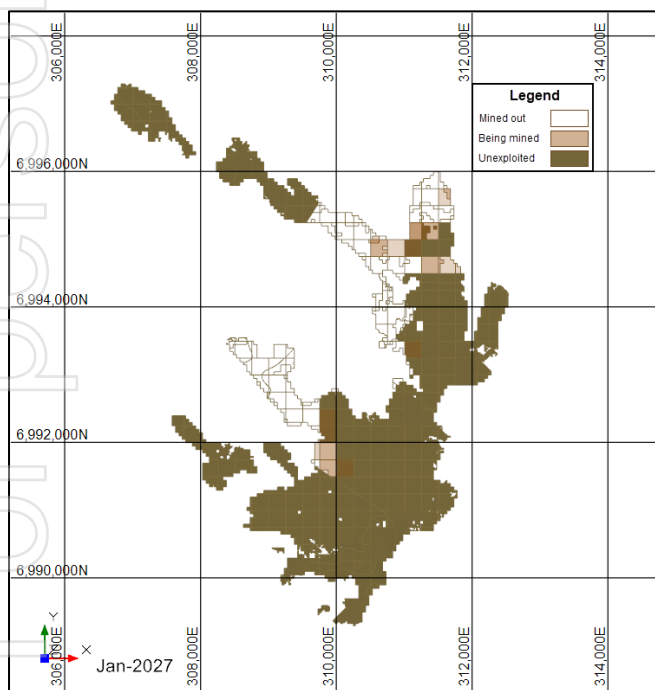 306,000E
308,000E
310,000E
312,000E
314,000E
Legend
Mined out
Being mined
Unexploited
6,996,000N
6,994,000N
6,992,000N
6,990,000N
306,000E
308,000E
310,000E
312,000E
314,000E
Y
X
X
Jan-2027